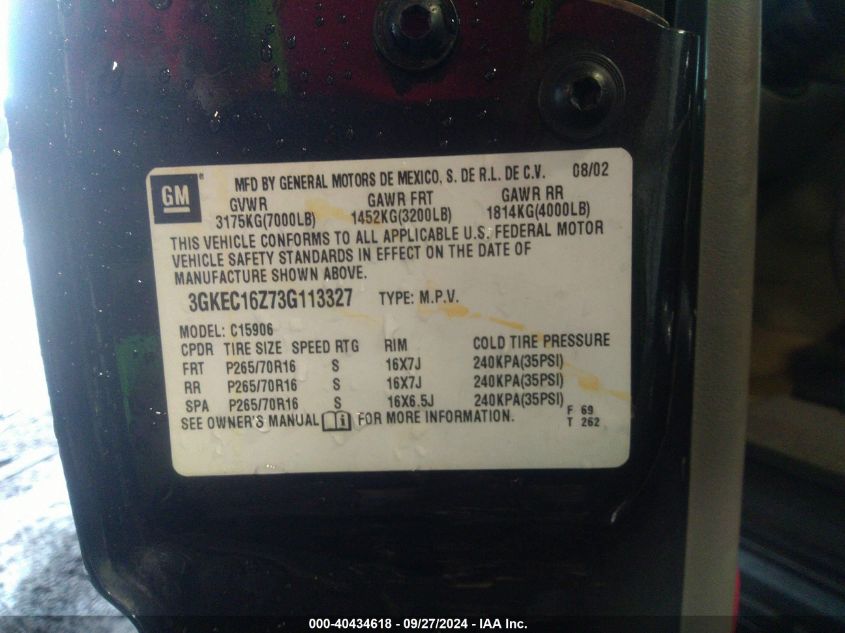 GM
MFD BY GENERAL MOTORS DE MEXICO, S. DE R.L. DE C.V. 08/02
GVWR GAWR FRT GAWR RR
3175KG(7000LB) 1452KG(3200LB) 1814KG(4000LB)
THIS VEHICLE CONFORMS TO ALL APPLICABLE U.S. FEDERAL MOTOR
VEHICLE SAFETY STANDARDS IN EFFECT ON THE DATE OF
MANUFACTURE SHOWN ABOVE.
3GKEC16Z73G113327 TYPE: M.P.V.
MODEL: C15906
CPDR TIRE SIZE SPEED RTG RIM COLD TIRE PRESSURE
FRT P265/70R16 S 16X7J 240KPA(35PSI)
RR P265/70R16 S 16X7J 240KPA(35PSI)
SPA P265/70R16 S 16X6.5J 240KPA(35PSI)
SEE OWNER'S MANUAL FOR MORE INFORMATION.
F 69
T 262
000-40434618 - 09/27/2024 - IAA Inc.